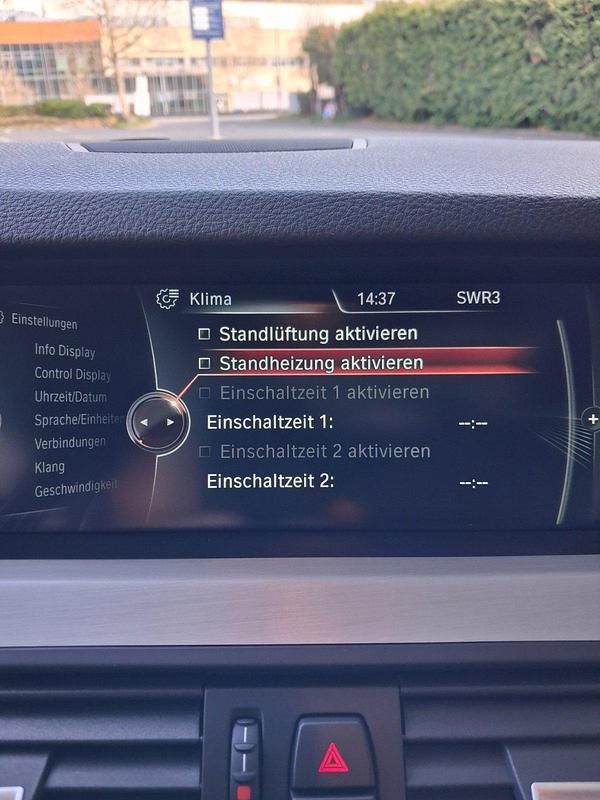 Klima
14:37
SWR3
Einstellungen
Info Display
Control Display
Uhrzeit/Datum
Sprache/Einheiten
Verbindungen
Klang
Geschwindigkeit
Standlüftung aktivieren
Standheizung aktivieren
Einschaltzeit 1 aktivieren
Einschaltzeit 1: --:--
Einschaltzeit 2 aktivieren
Einschaltzeit 2: --:--